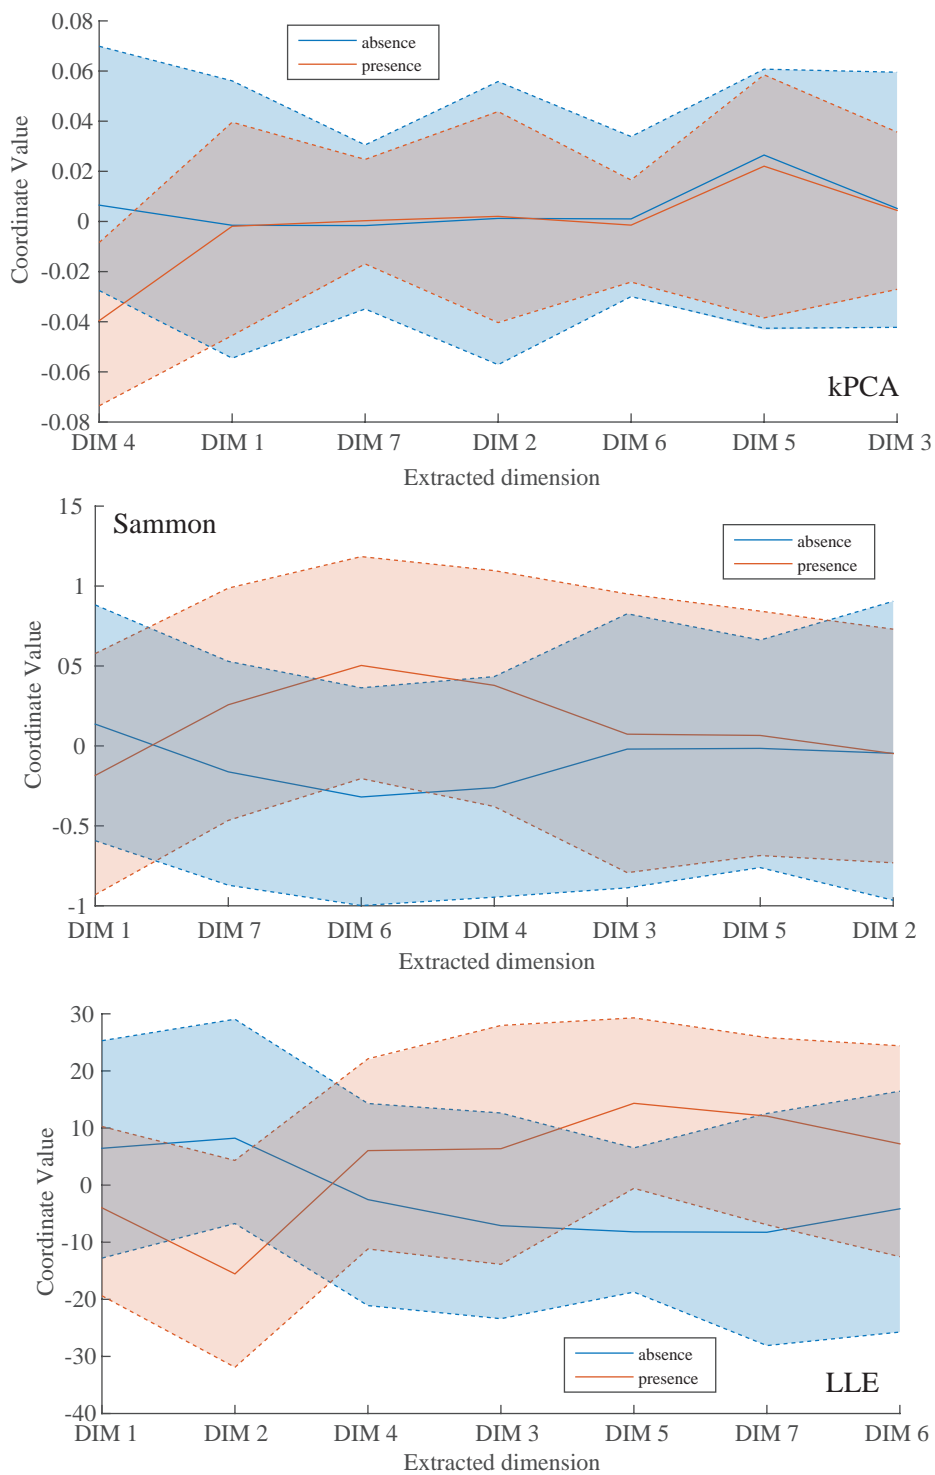 0.08
absence
presence
0.06
0.04
0.02
0
-0.02
-0.04
-0.06
-0.08
Coordinate Value
kPCA
DIM 4 DIM 1 DIM 7 DIM 2 DIM 6 DIM 5 DIM 3
Extracted dimension
15
Sammon
absence
presence
1
05
0
-0.5
-1
Coordinate Value
DIM 1 DIM 7 DIM 6 DIM 4 DIM 3 DIM 5 DIM 2
Extracted dimension
30
20
10
0
-10
-20
-30
-40
Coordinate Value
absence
presence
LLE
DIM 1 DIM 2 DIM 4 DIM 3 DIM 5 DIM 7 DIM 6
Extracted dimension